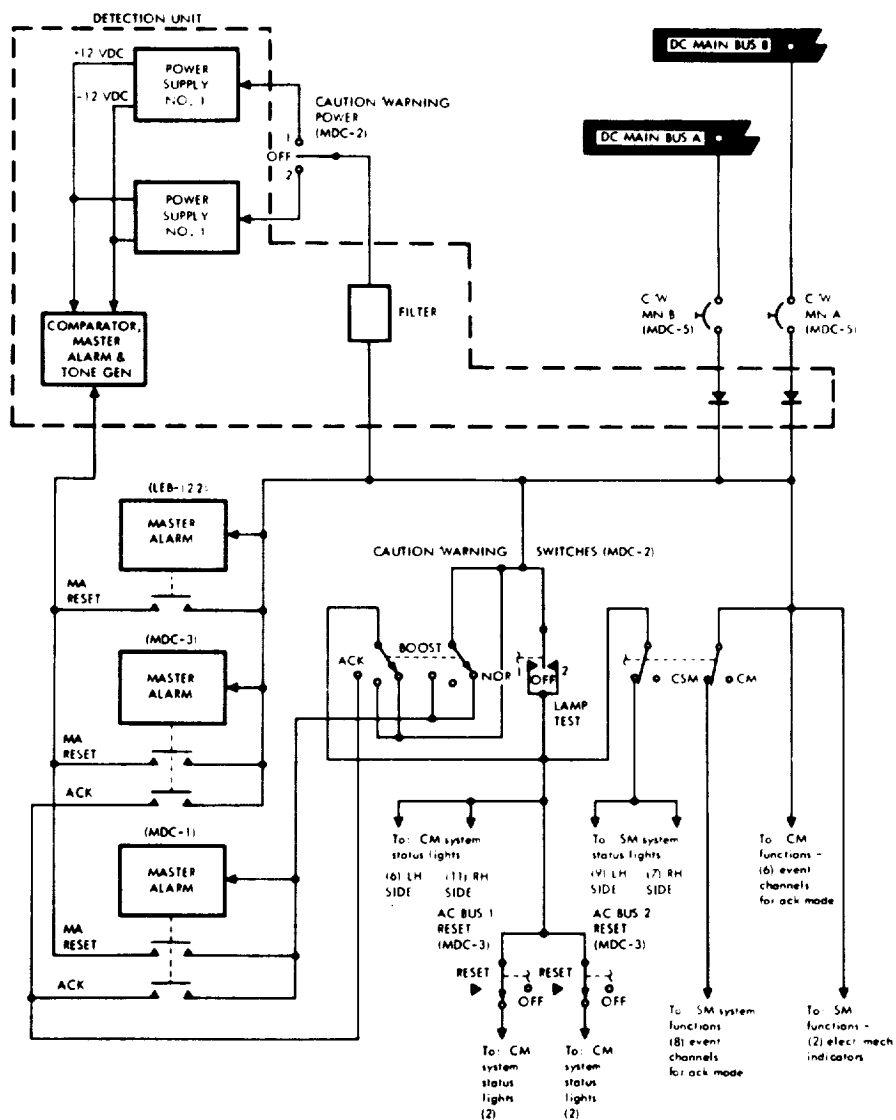 DETECTION UNIT
+12 VDC
-12 VDC
POWER
SUPPLY
NO. 1
CAUTION/WARNING
POWER
(MDC-2)
1
OFF
2
POWER
SUPPLY
NO. 1
DC MAIN BUS B
DC MAIN BUS A
FILTER
COMPARATOR,
MASTER
ALARM &
TONE GEN
C/W
MN B
(MDC-5)
C/W
MN A
(MDC-5)
(LEB-122)
MASTER
ALARM
MA
RESET
(MDC-3)
MASTER
ALARM
MA
RESET
ACK
(MDC-1)
MASTER
ALARM
MA
RESET
ACK
CAUTION/WARNING SWITCHES (MDC-2)
ACK
BOOST
NOR
1
OFF
2
LAMP
TEST
CSM
CM
To: CM system
status lights
(6) LH
SIDE
(11) RH
SIDE
To: SM system
status lights
(9) LH
SIDE
(7) RH
SIDE
To: CM
functions -
(6) event
channels
for ack mode
AC BUS 1
RESET
(MDC-3)
AC BUS 2
RESET
(MDC-3)
RESET
OFF
RESET
OFF
To: CM
system
status
lights
(2)
To: CM
system
status
lights
(2)
To: SM system
functions
(8) event
channels
for ack mode
To: SM
functions -
(2) elect mech
indicators